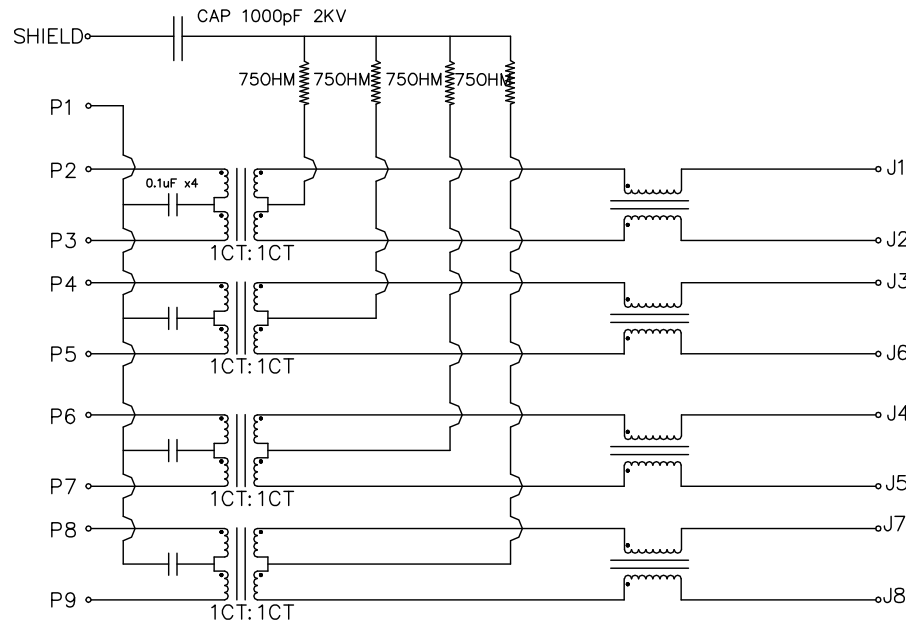 CAP 1000pF 2KV
SHIELD
75OHM 75OHM 75OHM 75OHM
P1
P2
J1
0.1uF x4
P3
J2
1CT:1CT
P4
J3
P5
J6
1CT:1CT
P6
J4
P7
J5
1CT:1CT
P8
J7
P9
J8
1CT:1CT